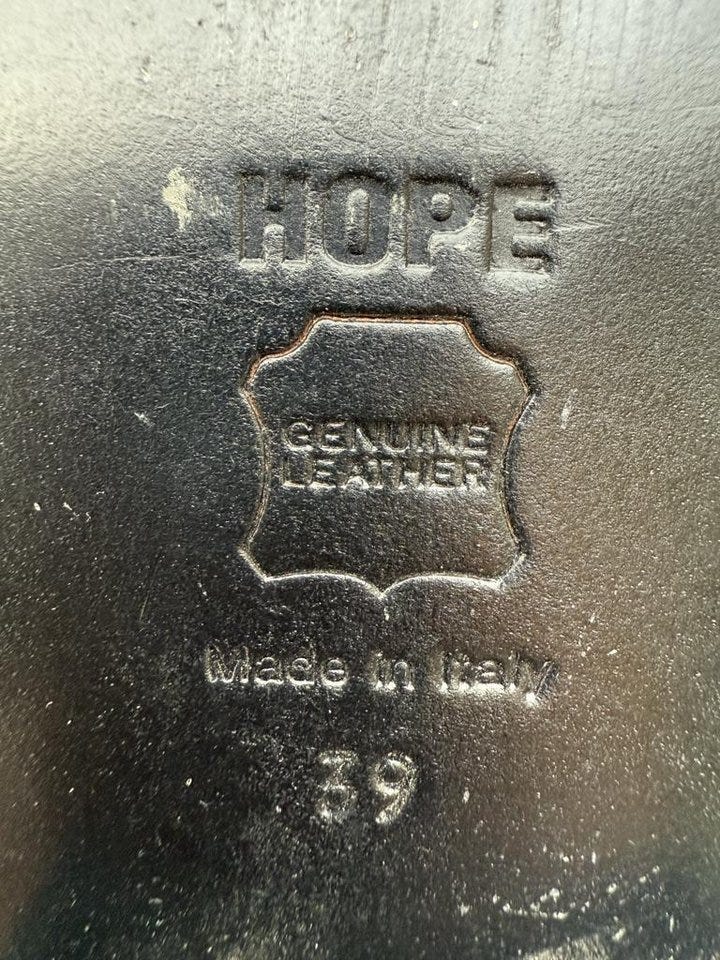 HOPE
GENUINE
LEATHER
Made in Italy
39